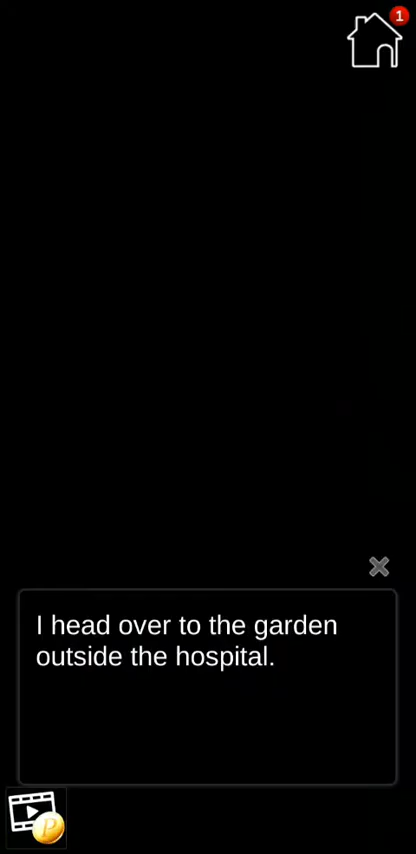 1
I head over to the garden
outside the hospital.
P